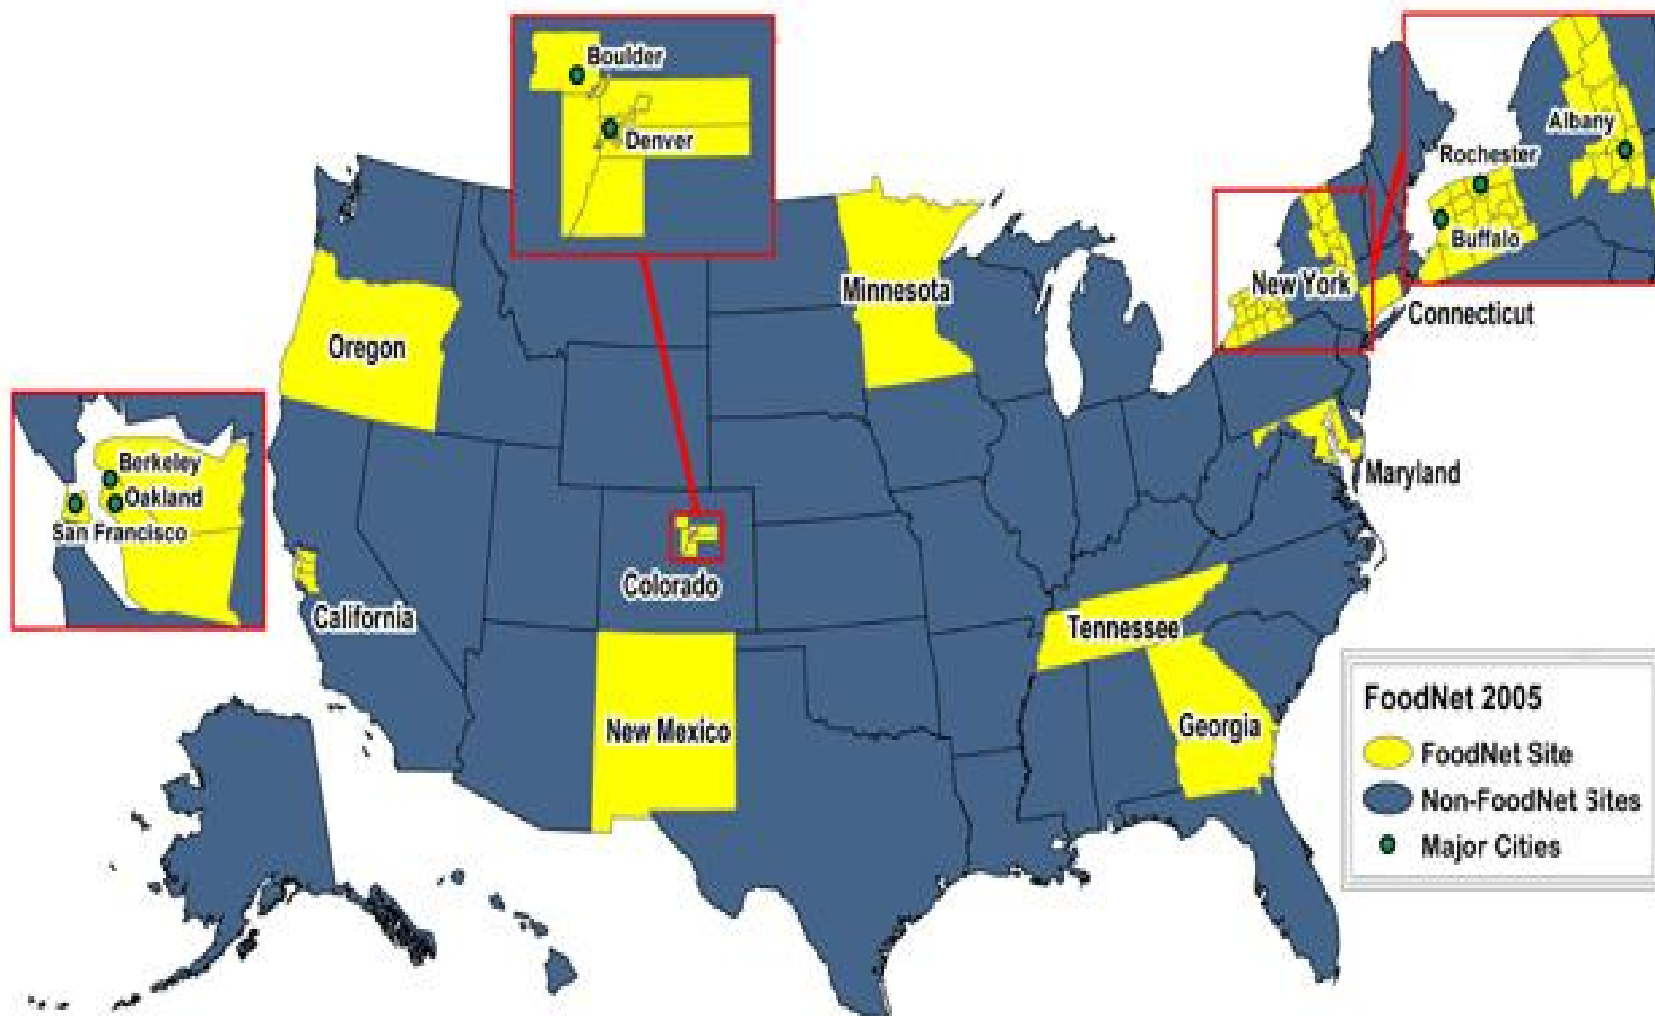 Boulder
Denver
Albany
Rochester
Buffalo
Minnesota
New York
Connecticut
Oregon
Berkeley
Oakland
San Francisco
Maryland
Colorado
California
Tennessee
New Mexico
Georgia
FoodNet 2005
FoodNet Site
Non-FoodNet Sites
Major Cities